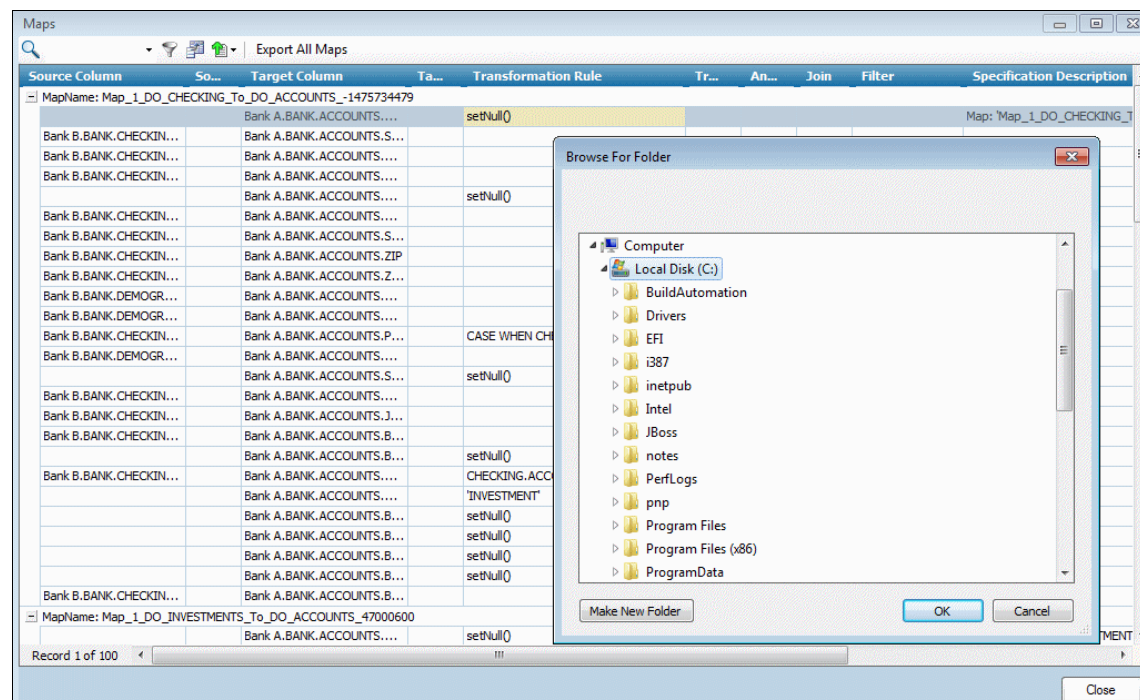 Maps
Export All Maps
Source Column So... Target Column Ta... Transformation Rule Tr... An... Join Filter Specification Description
MapName: Map_1_DO_CHECKING_To_DO_ACCOUNTS_-1475734479
Bank A.BANK.ACCOUNTS.... setNull() Map: 'Map_1_DO_CHECKING_T
Bank B.BANK.CHECKIN... Bank A.BANK.ACCOUNTS.S...
Bank B.BANK.CHECKIN... Bank A.BANK.ACCOUNTS....
Bank B.BANK.CHECKIN... Bank A.BANK.ACCOUNTS....
Bank A.BANK.ACCOUNTS.... setNull()
Bank B.BANK.CHECKIN... Bank A.BANK.ACCOUNTS....
Bank B.BANK.CHECKIN... Bank A.BANK.ACCOUNTS.S...
Bank B.BANK.CHECKIN... Bank A.BANK.ACCOUNTS.ZIP
Bank B.BANK.CHECKIN... Bank A.BANK.ACCOUNTS.Z...
Bank B.BANK.DEMOGR... Bank A.BANK.ACCOUNTS....
Bank B.BANK.DEMOGR... Bank A.BANK.ACCOUNTS....
Bank B.BANK.CHECKIN... Bank A.BANK.ACCOUNTS.P... CASE WHEN CHE
Bank B.BANK.DEMOGR... Bank A.BANK.ACCOUNTS....
Bank A.BANK.ACCOUNTS.S... setNull()
Bank B.BANK.CHECKIN... Bank A.BANK.ACCOUNTS....
Bank B.BANK.CHECKIN... Bank A.BANK.ACCOUNTS.J...
Bank B.BANK.CHECKIN... Bank A.BANK.ACCOUNTS.B...
Bank A.BANK.ACCOUNTS.B... setNull()
Bank B.BANK.CHECKIN... Bank A.BANK.ACCOUNTS.... CHECKING.ACCO
Bank A.BANK.ACCOUNTS.... 'INVESTMENT'
Bank A.BANK.ACCOUNTS.B... setNull()
Bank A.BANK.ACCOUNTS.B... setNull()
Bank A.BANK.ACCOUNTS.B... setNull()
Bank A.BANK.ACCOUNTS.B... setNull()
Bank B.BANK.CHECKIN... Bank A.BANK.ACCOUNTS.B...
MapName: Map_1_DO_INVESTMENTS_To_DO_ACCOUNTS_47000600
Bank A.BANK.ACCOUNTS.... setNull() MENT
Record 1 of 100
Close
Browse For Folder
Computer
Local Disk (C:)
BuildAutomation
Drivers
EFI
i387
inetpub
Intel
JBoss
notes
PerfLogs
pnp
Program Files
Program Files (x86)
ProgramData
Make New Folder OK Cancel